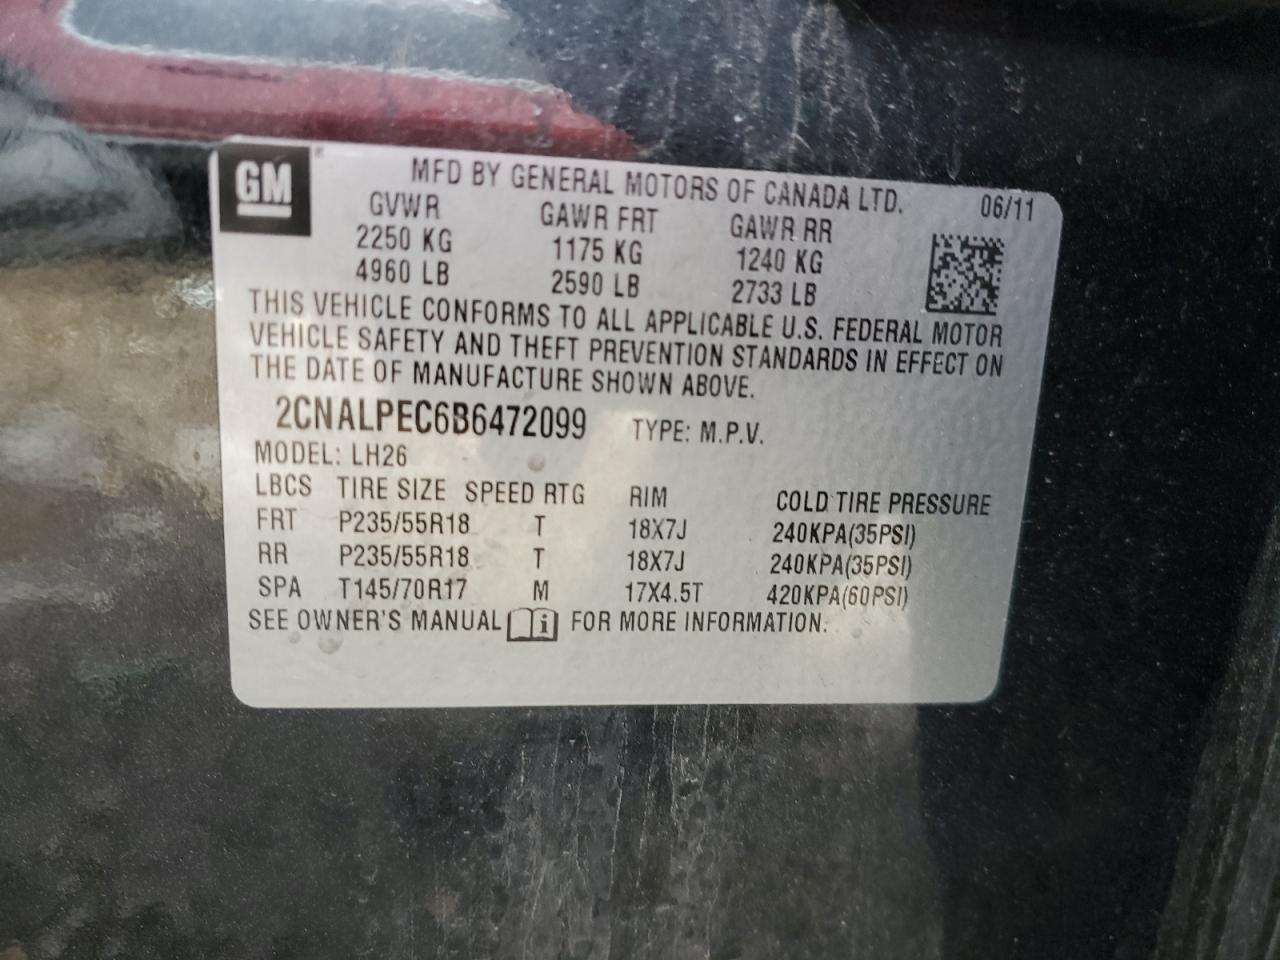 GM
MFD BY GENERAL MOTORS OF CANADA LTD. 06/11
GVWR GAWR FRT GAWR RR
2250 KG 1175 KG 1240 KG
4960 LB 2590 LB 2733 LB
THIS VEHICLE CONFORMS TO ALL APPLICABLE U.S. FEDERAL MOTOR
VEHICLE SAFETY AND THEFT PREVENTION STANDARDS IN EFFECT ON
THE DATE OF MANUFACTURE SHOWN ABOVE.
2CNALPEC6B6472099 TYPE: M.P.V.
MODEL: LH26
LBCS TIRE SIZE SPEED RTG RIM COLD TIRE PRESSURE
FRT P235/55R18 T 18X7J 240KPA(35PSI)
RR P235/55R18 T 18X7J 240KPA(35PSI)
SPA T145/70R17 M 17X4.5T 420KPA(60PSI)
SEE OWNER'S MANUAL i FOR MORE INFORMATION.